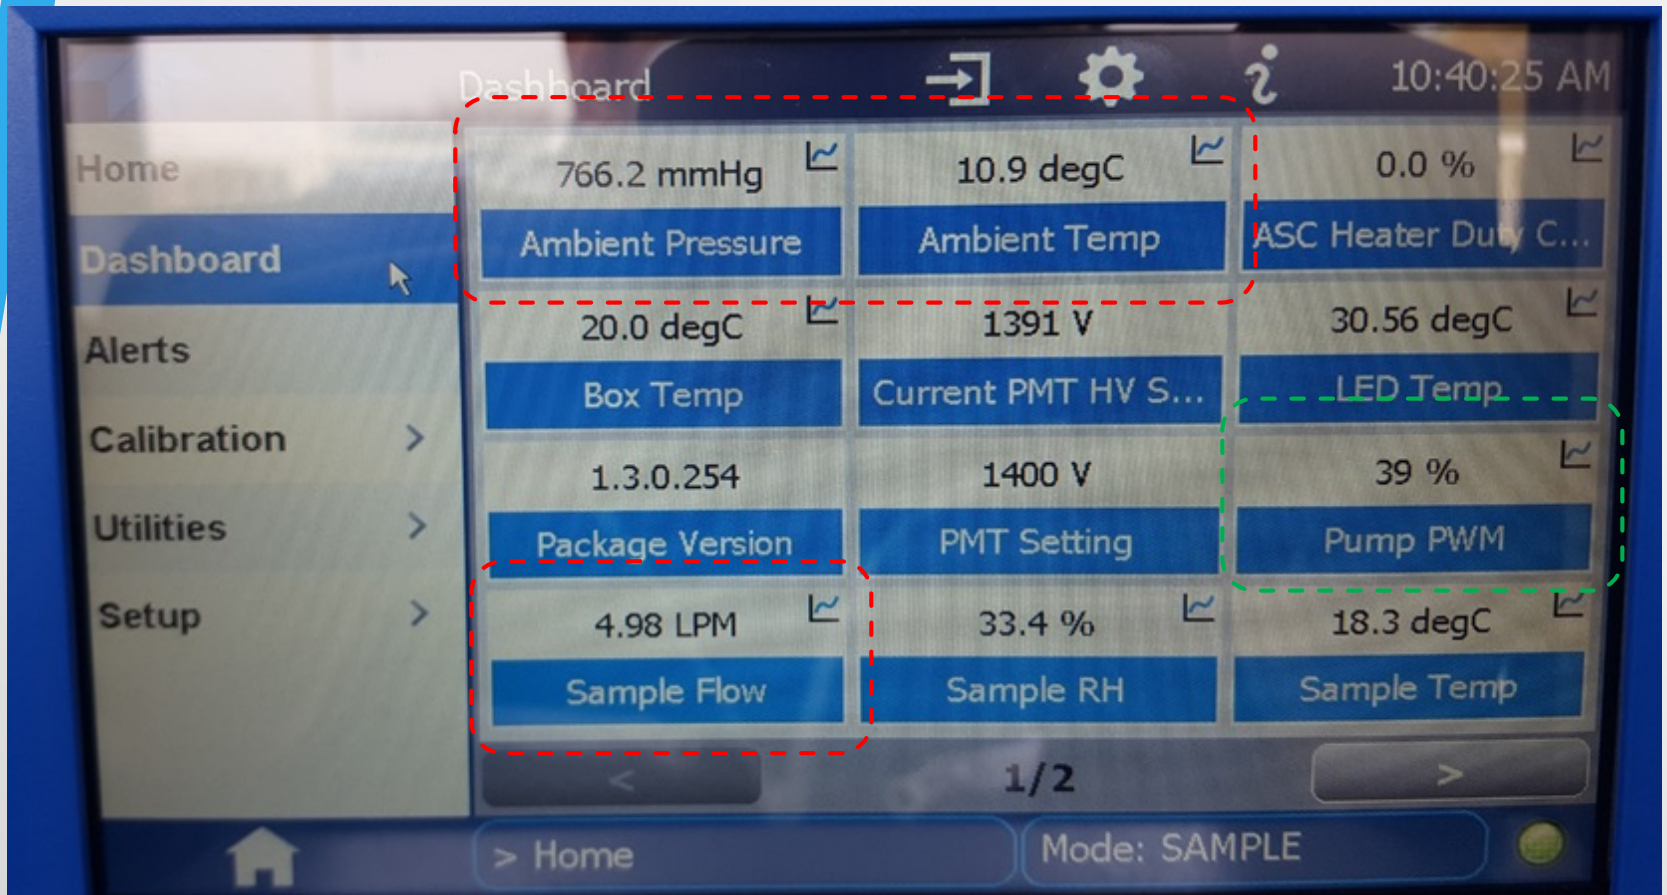 Dashboard
10:40:25 AM
Home
Dashboard
Alerts
Calibration >
Utilities >
Setup >
766.2 mmHg
Ambient Pressure
10.9 degC
Ambient Temp
0.0 %
ASC Heater Duty C...
20.0 degC
Box Temp
1391 V
Current PMT HV S...
30.56 degC
LED Temp
1.3.0.254
Package Version
1400 V
PMT Setting
39 %
Pump PWM
4.98 LPM
Sample Flow
33.4 %
Sample RH
18.3 degC
Sample Temp
< 1/2 >
> Home
Mode: SAMPLE